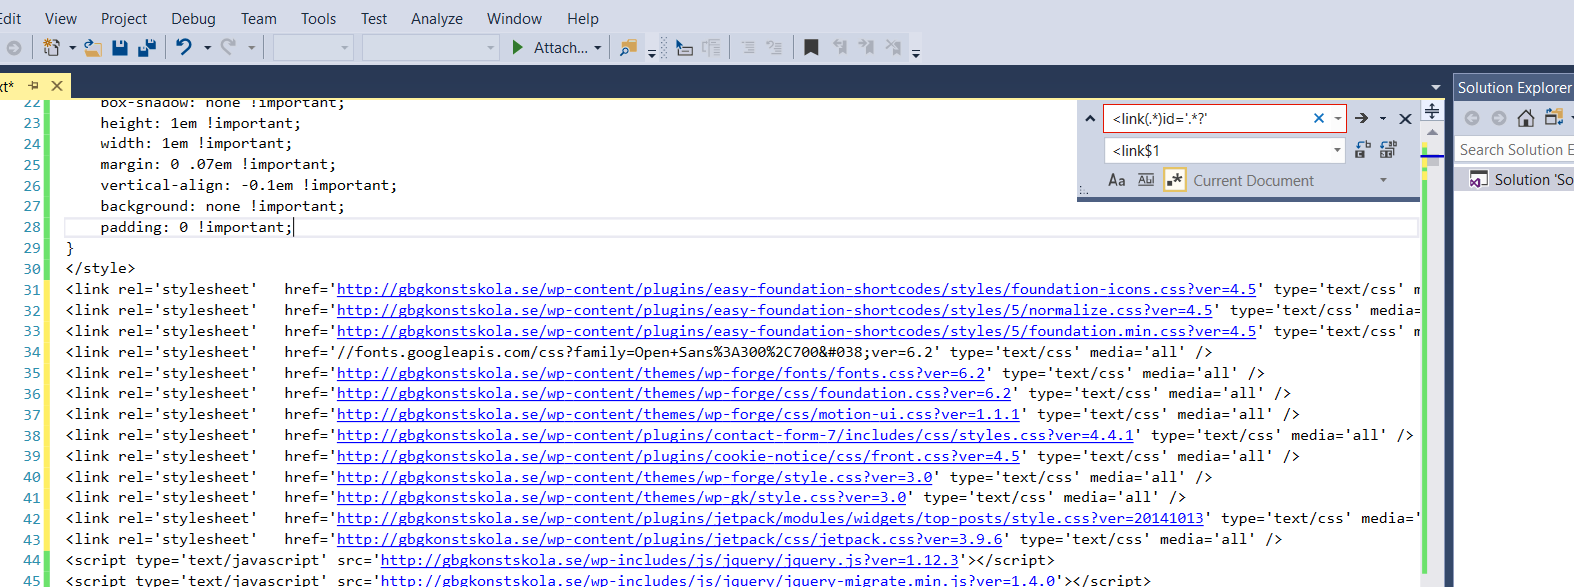 Edit View Project Debug Team Tools Test Analyze Window Help
Attach...
xt*
Solution Explorer
22 box-shadow: none !important;
23 height: 1em !important;
24 width: 1em !important;
25 margin: 0 .07em !important;
26 vertical-align: -0.1em !important;
27 background: none !important;
28 padding: 0 !important;
29 }
30 </style>
31 <link rel='stylesheet'   href='http://gbgkonstskola.se/wp-content/plugins/easy-foundation-shortcodes/styles/foundation-icons.css?ver=4.5' type='text/css' m
32 <link rel='stylesheet'   href='http://gbgkonstskola.se/wp-content/plugins/easy-foundation-shortcodes/styles/5/normalize.css?ver=4.5' type='text/css' media=
33 <link rel='stylesheet'   href='http://gbgkonstskola.se/wp-content/plugins/easy-foundation-shortcodes/styles/5/foundation.min.css?ver=4.5' type='text/css' m
34 <link rel='stylesheet'   href='//fonts.googleapis.com/css?family=Open+Sans%3A300%2C700&#038;ver=6.2' type='text/css' media='all' />
35 <link rel='stylesheet'   href='http://gbgkonstskola.se/wp-content/themes/wp-forge/fonts/fonts.css?ver=6.2' type='text/css' media='all' />
36 <link rel='stylesheet'   href='http://gbgkonstskola.se/wp-content/themes/wp-forge/css/foundation.css?ver=6.2' type='text/css' media='all' />
37 <link rel='stylesheet'   href='http://gbgkonstskola.se/wp-content/themes/wp-forge/css/motion-ui.css?ver=1.1.1' type='text/css' media='all' />
38 <link rel='stylesheet'   href='http://gbgkonstskola.se/wp-content/plugins/contact-form-7/includes/css/styles.css?ver=4.4.1' type='text/css' media='all' />
39 <link rel='stylesheet'   href='http://gbgkonstskola.se/wp-content/plugins/cookie-notice/css/front.css?ver=4.5' type='text/css' media='all' />
40 <link rel='stylesheet'   href='http://gbgkonstskola.se/wp-content/themes/wp-forge/style.css?ver=3.0' type='text/css' media='all' />
41 <link rel='stylesheet'   href='http://gbgkonstskola.se/wp-content/themes/wp-gk/style.css?ver=3.0' type='text/css' media='all' />
42 <link rel='stylesheet'   href='http://gbgkonstskola.se/wp-content/plugins/jetpack/modules/widgets/top-posts/style.css?ver=20141013' type='text/css' media='
43 <link rel='stylesheet'   href='http://gbgkonstskola.se/wp-content/plugins/jetpack/css/jetpack.css?ver=3.9.6' type='text/css' media='all' />
44 <script type='text/javascript' src='http://gbgkonstskola.se/wp-includes/js/jquery/jquery.js?ver=1.12.3'></script>
45 <script type='text/javascript' src='http://gbgkonstskola.se/wp-includes/js/jquery/jquery-migrate.min.js?ver=1.4.0'></script>
<link(.*)id='.*?'
<link$1
Aa Current Document
Search Solution E
Solution 'So